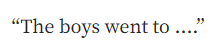 “The boys went to ....”